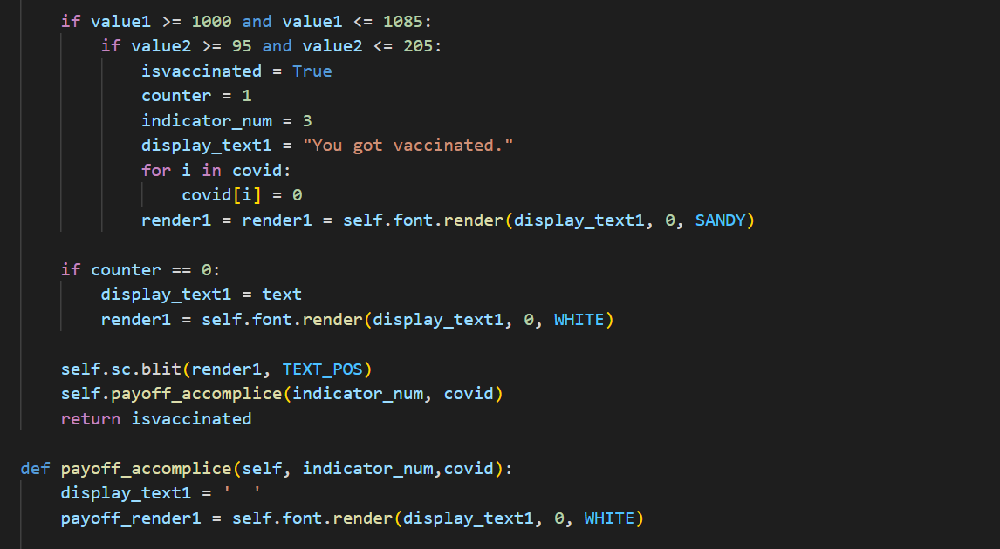 if value1 >= 1000 and value1 <= 1085:
if value2 >= 95 and value2 <= 205:
isvaccinated = True
counter = 1
indicator_num = 3
display_text1 = "You got vaccinated."
for i in covid:
covid[i] = 0
render1 = render1 = self.font.render(display_text1, 0, SANDY)
if counter == 0:
display_text1 = text
render1 = self.font.render(display_text1, 0, WHITE)
self.sc.blit(render1, TEXT_POS)
self.payoff_accomplice(indicator_num, covid)
return isvaccinated
def payoff_accomplice(self, indicator_num,covid):
display_text1 = '  '
payoff_render1 = self.font.render(display_text1, 0, WHITE)